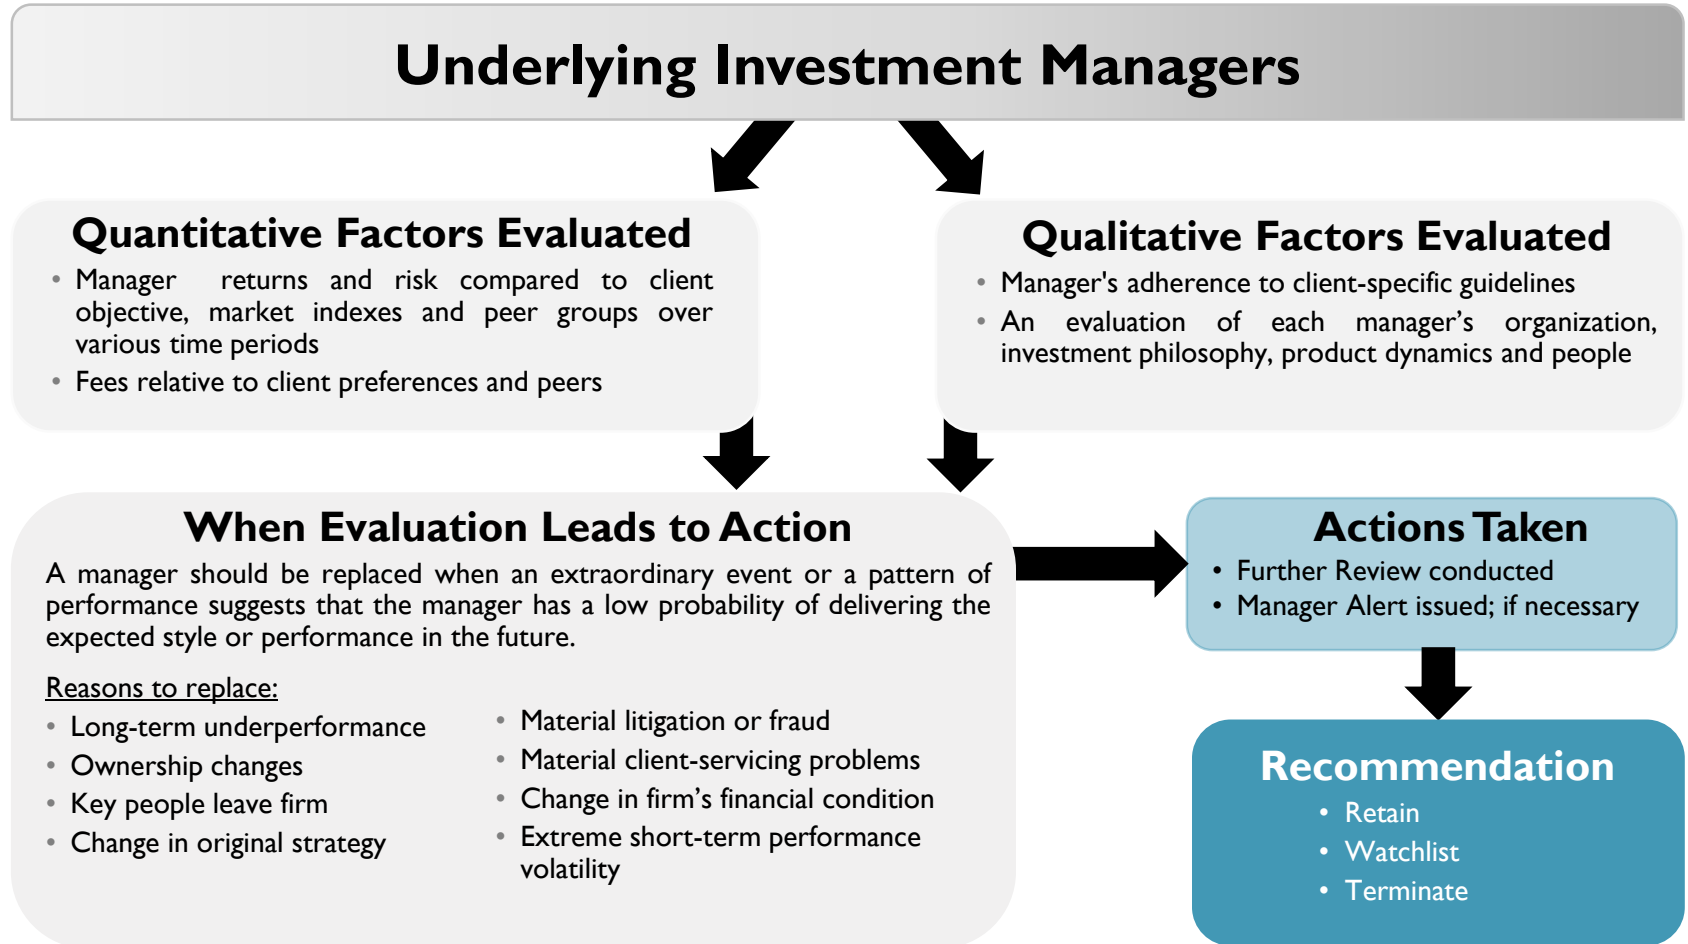 Underlying Investment Managers
Quantitative Factors Evaluated
• Manager returns and risk compared to client
objective, market indexes and peer groups over
various time periods
• Fees relative to client preferences and peers
Qualitative Factors Evaluated
• Manager's adherence to client-specific guidelines
• An evaluation of each manager’s organization,
investment philosophy, product dynamics and people
When Evaluation Leads to Action
A manager should be replaced when an extraordinary event or a pattern of
performance suggests that the manager has a low probability of delivering the
expected style or performance in the future.
Reasons to replace:
• Long-term underperformance
• Ownership changes
• Key people leave firm
• Change in original strategy
• Material litigation or fraud
• Material client-servicing problems
• Change in firm’s financial condition
• Extreme short-term performance
volatility
Actions Taken
• Further Review conducted
• Manager Alert issued; if necessary
Recommendation
• Retain
• Watchlist
• Terminate